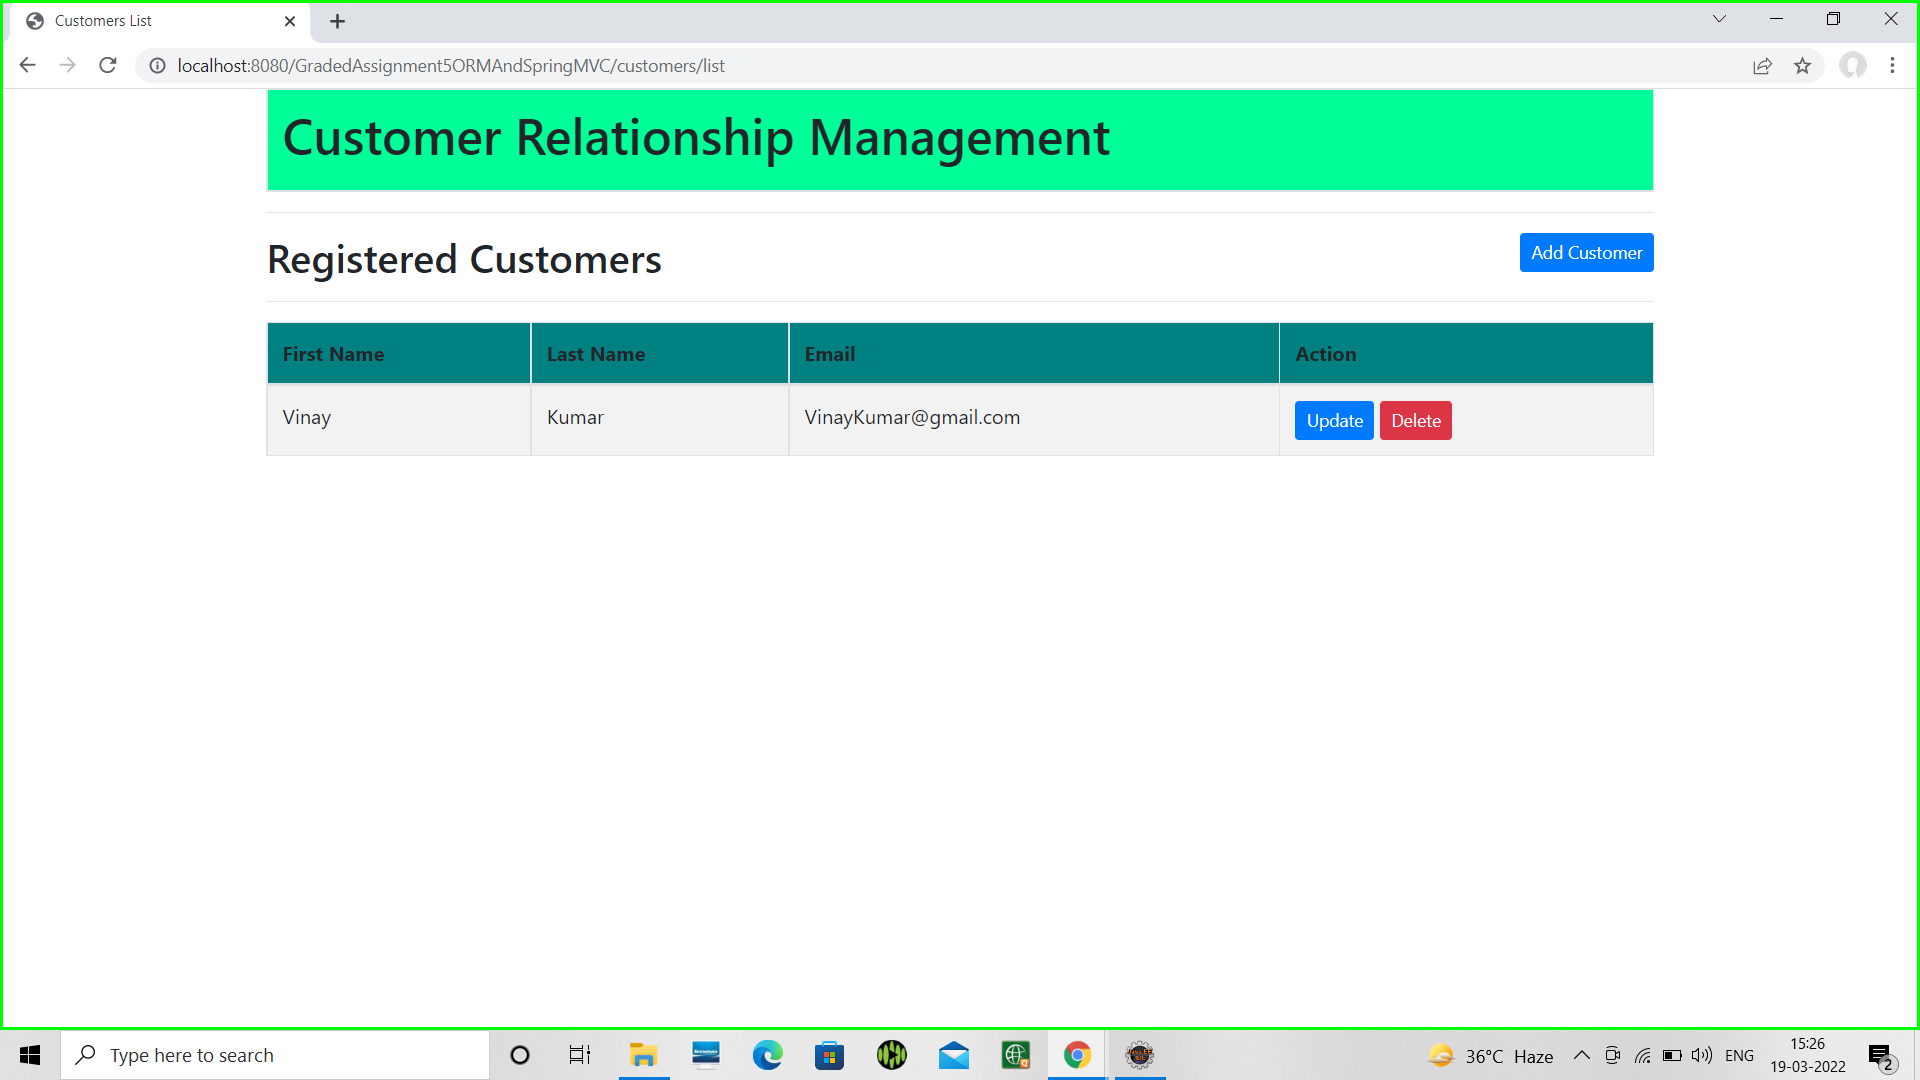 Customers List
localhost:8080/GradedAssignment5ORMAndSpringMVC/customers/list
Customer Relationship Management
Registered Customers
Add Customer
First Name Last Name Email Action
Vinay Kumar VinayKumar@gmail.com Update Delete
Type here to search
36°C Haze
ENG
15:26
19-03-2022
2